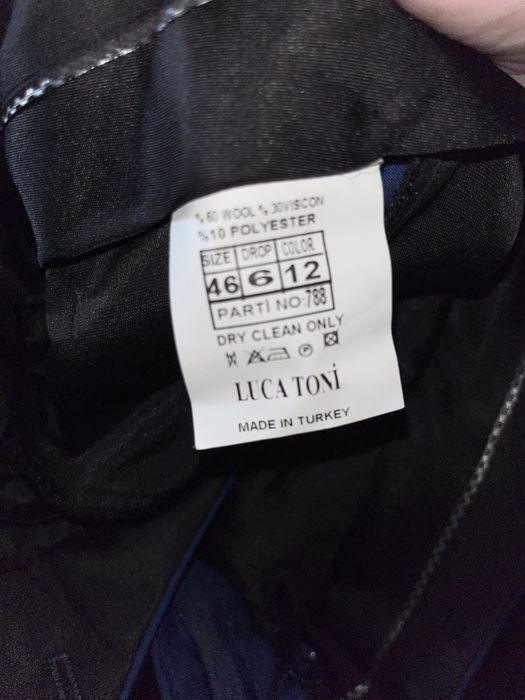 % 60 WOOL % 30VISCON
%10 POLYESTER
SIZE DROP COLOR
46 6 12
PARTİ NO:788
DRY CLEAN ONLY
P
LUCA TONİ
MADE IN TURKEY